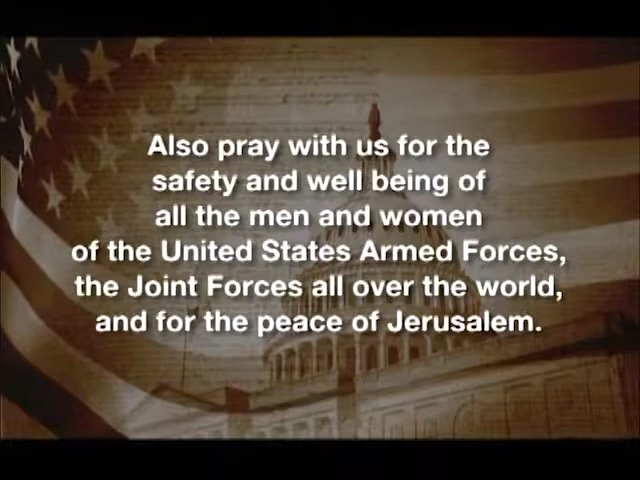 Also pray with us for the
safety and well being of
all the men and women
of the United States Armed Forces,
the Joint Forces all over the world,
and for the peace of Jerusalem.